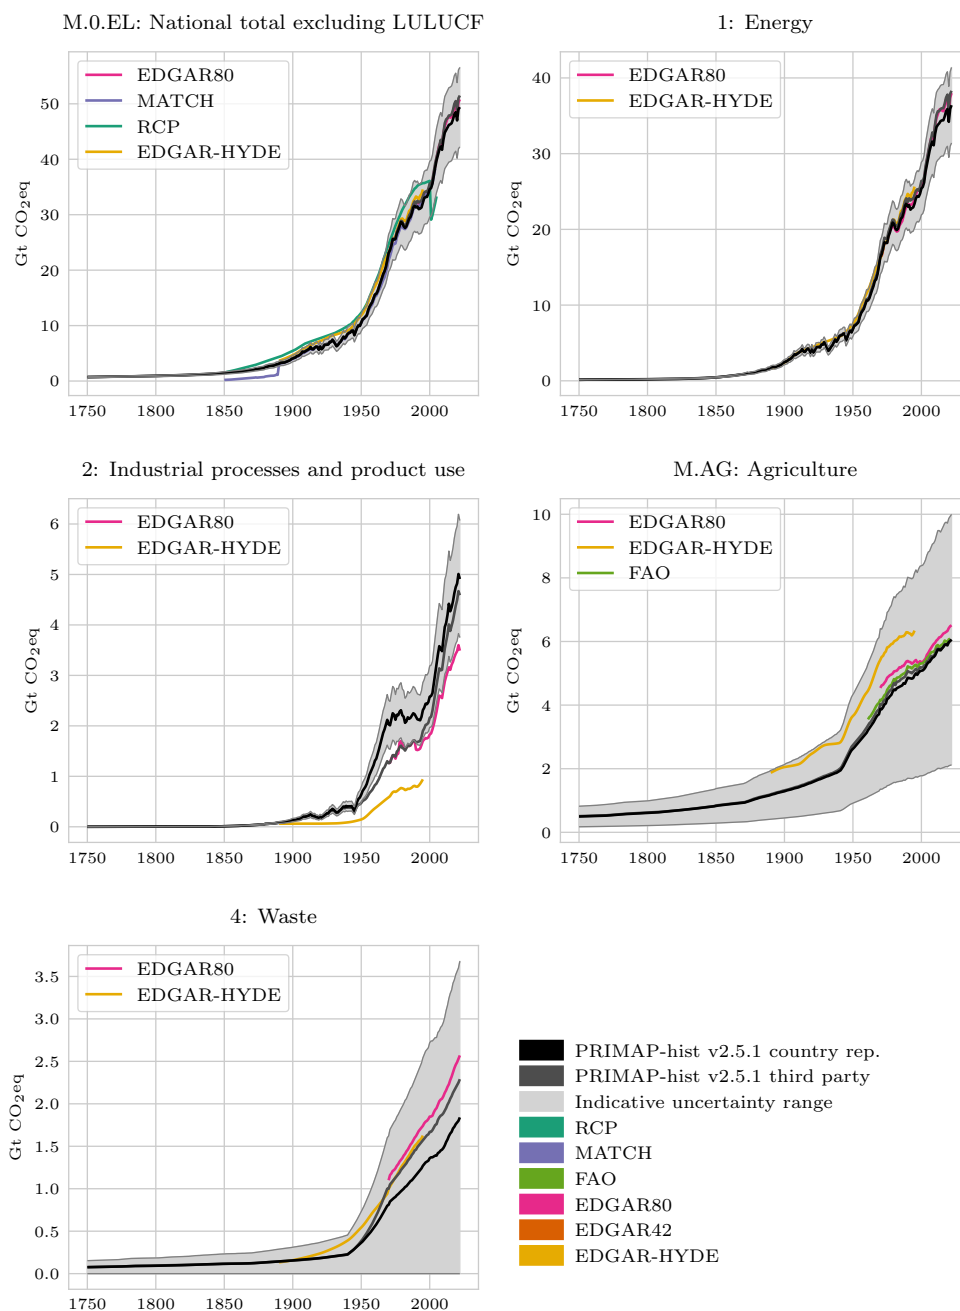 M.0.EL: National total excluding LULUCF
EDGAR80
MATCH
RCP
EDGAR-HYDE
Gt CO₂eq
50
40
30
20
10
0
1750 1800 1850 1900 1950 2000
1: Energy
EDGAR80
EDGAR-HYDE
Gt CO₂eq
40
30
20
10
0
1750 1800 1850 1900 1950 2000
2: Industrial processes and product use
EDGAR80
EDGAR-HYDE
Gt CO₂eq
6
5
4
3
2
1
0
1750 1800 1850 1900 1950 2000
M.AG: Agriculture
EDGAR80
EDGAR-HYDE
FAO
Gt CO₂eq
10
8
6
4
2
0
1750 1800 1850 1900 1950 2000
4: Waste
EDGAR80
EDGAR-HYDE
Gt CO₂eq
3.5
3.0
2.5
2.0
1.5
1.0
0.5
0.0
1750 1800 1850 1900 1950 2000
PRIMAP-hist v2.5.1 country rep.
PRIMAP-hist v2.5.1 third party
Indicative uncertainty range
RCP
MATCH
FAO
EDGAR80
EDGAR42
EDGAR-HYDE